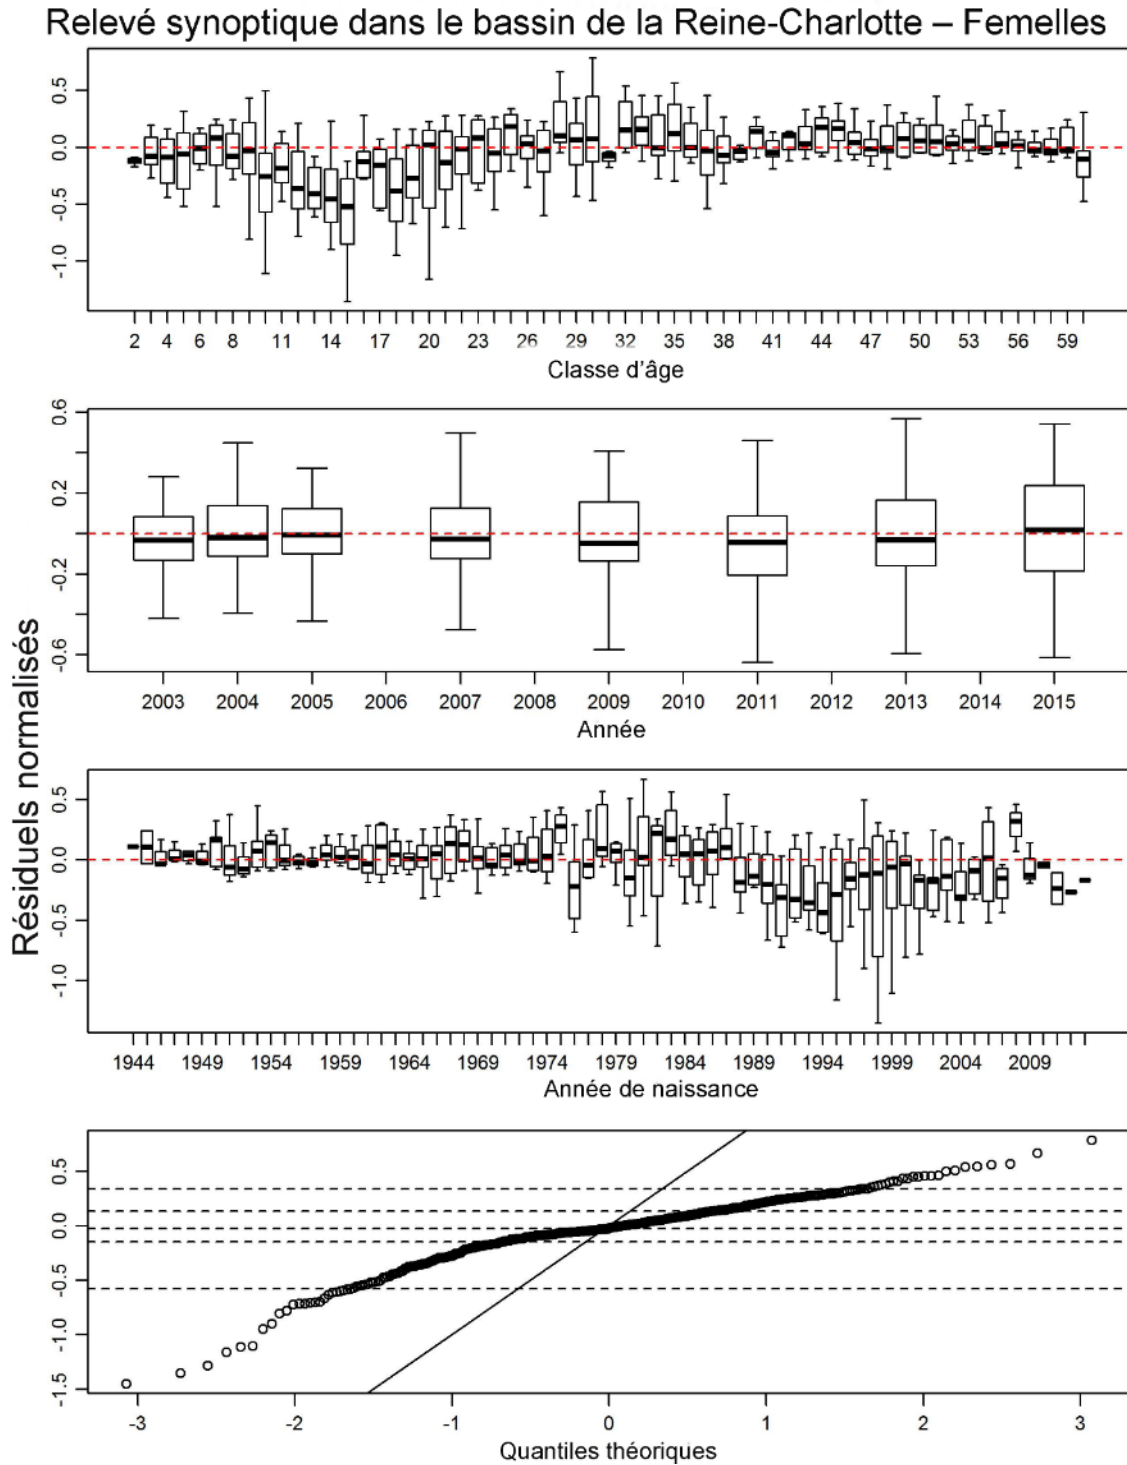 Relevé synoptique dans le bassin de la Reine-Charlotte – Femelles
Résiduels normalisés
0.5
0.0
-0.5
-1.0
2 4 6 8 11 14 17 20 23 26 29 32 35 38 41 44 47 50 53 56 59
Classe d'âge
0.6
0.2
-0.2
-0.6
2003 2004 2005 2006 2007 2008 2009 2010 2011 2012 2013 2014 2015
Année
0.5
0.0
-0.5
-1.0
1944 1949 1954 1959 1964 1969 1974 1979 1984 1989 1994 1999 2004 2009
Année de naissance
0.5
0.0
-0.5
-1.0
-1.5
-3 -2 -1 0 1 2 3
Quantiles théoriques